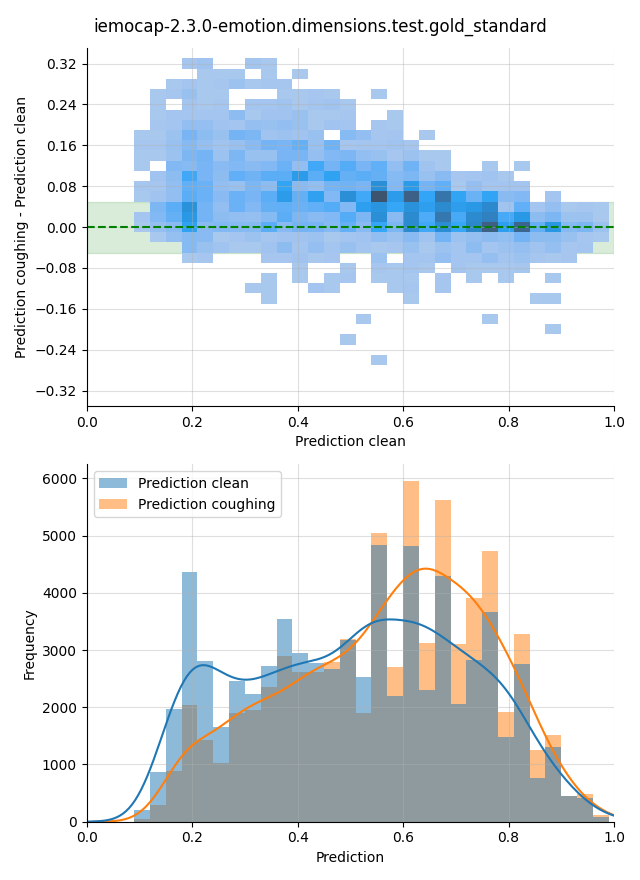 iemocap-2.3.0-emotion.dimensions.test.gold_standard
Prediction coughing - Prediction clean
0.32
0.24
0.16
0.08
0.00
−0.08
−0.16
−0.24
−0.32
0.0 0.2 0.4 0.6 0.8 1.0
Prediction clean
Prediction clean
Prediction coughing
Frequency
6000
5000
4000
3000
2000
1000
0
0.0 0.2 0.4 0.6 0.8 1.0
Prediction